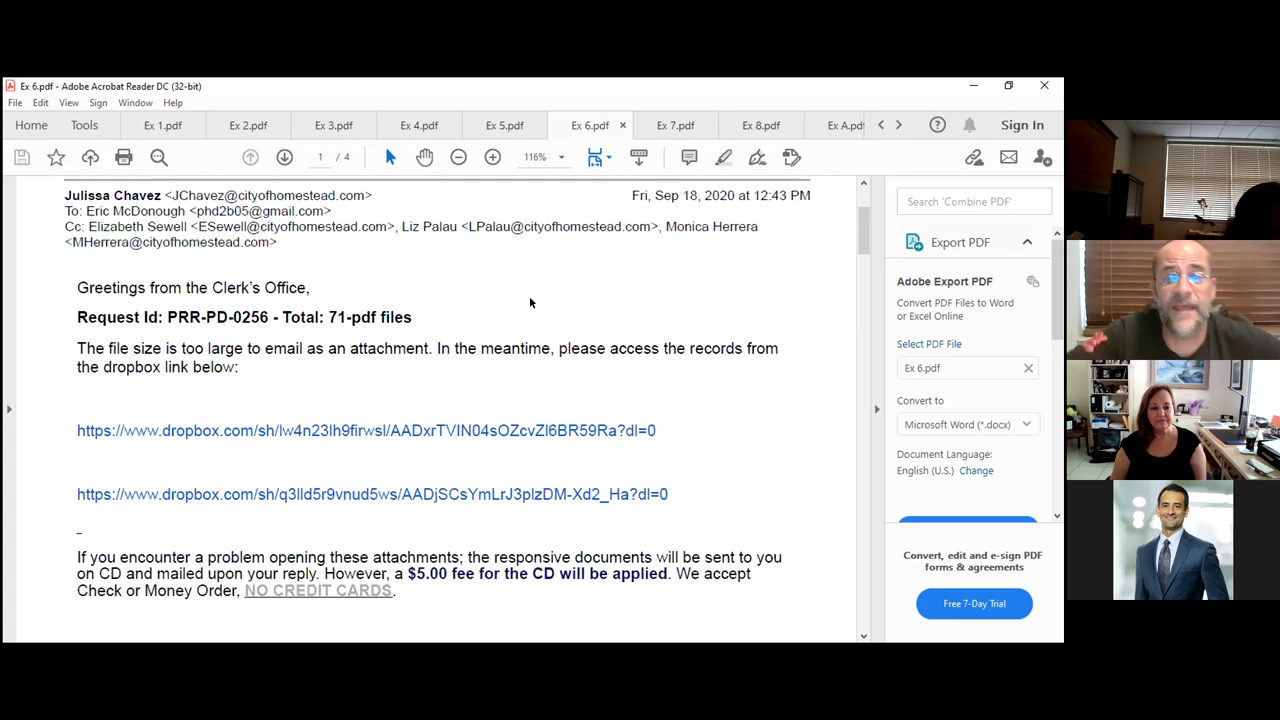 Ex 6.pdf - Adobe Acrobat Reader DC (32-bit)
File Edit View Sign Window Help
Home Tools Ex 1.pdf Ex 2.pdf Ex 3.pdf Ex 4.pdf Ex 5.pdf Ex 6.pdf × Ex 7.pdf Ex 8.pdf Ex A.pdf Sign In
1 / 4 116%
Julissa Chavez <JChavez@cityofhomestead.com> Fri, Sep 18, 2020 at 12:43 PM
To: Eric McDonough <phd2b05@gmail.com>
Cc: Elizabeth Sewell <ESewell@cityofhomestead.com>, Liz Palau <LPalau@cityofhomestead.com>, Monica Herrera
<MHerrera@cityofhomestead.com>
Greetings from the Clerk's Office,
Request Id: PRR-PD-0256 - Total: 71-pdf files
The file size is too large to email as an attachment. In the meantime, please access the records from
the dropbox link below:
https://www.dropbox.com/sh/lw4n23lh9firwsl/AADxrTVIN04sOZcvZl6BR59Ra?dl=0
https://www.dropbox.com/sh/q3lld5r9vnud5ws/AADjSCsYmLrJ3plzDM-Xd2_Ha?dl=0
If you encounter a problem opening these attachments; the responsive documents will be sent to you
on CD and mailed upon your reply. However, a $5.00 fee for the CD will be applied. We accept
Check or Money Order, NO CREDIT CARDS.
Search 'Combine PDF'
Export PDF
Adobe Export PDF
Convert PDF Files to Word
or Excel Online
Select PDF File
Ex 6.pdf
Convert to
Microsoft Word (*.docx)
Document Language:
English (U.S.) Change
Convert, edit and e-sign PDF
forms & agreements
Free 7-Day Trial